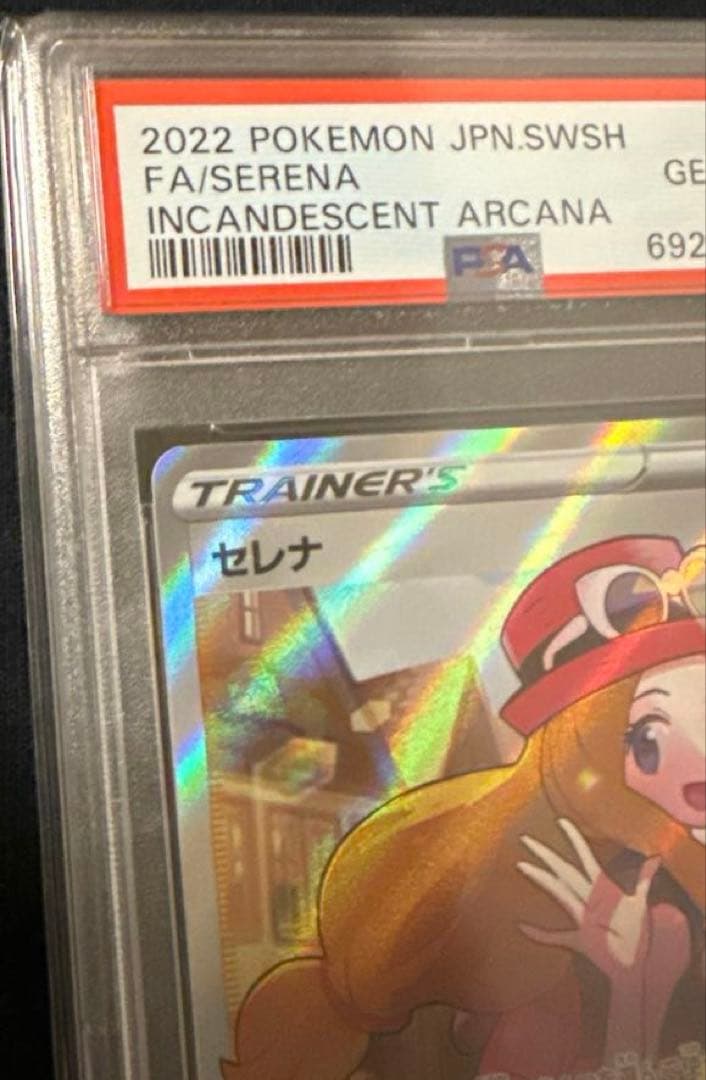 2022 POKEMON JPN.SWSH
FA/SERENA GE
INCANDESCENT ARCANA
692
PSA
TRAINER'S
セレナ